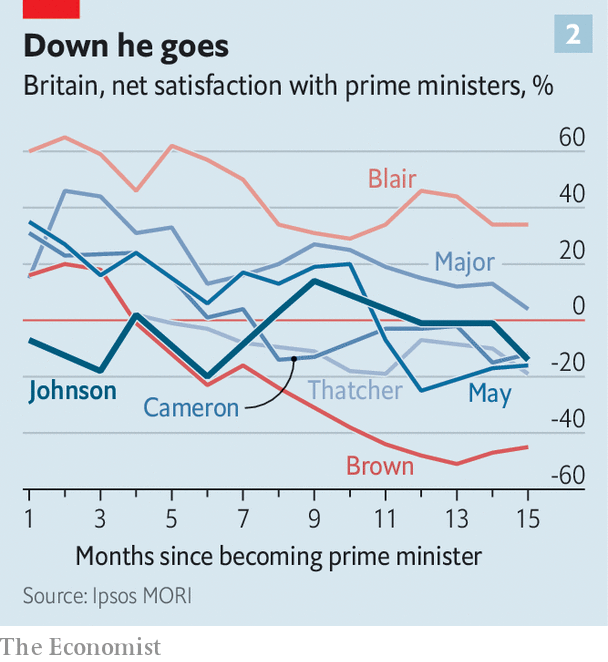 Down he goes
2
Britain, net satisfaction with prime ministers, %
60
Blair
40
Major
20
0
Johnson
Cameron
Thatcher
May
-20
-40
Brown
-60
1 3 5 7 9 11 13 15
Months since becoming prime minister
Source: Ipsos MORI
The Economist